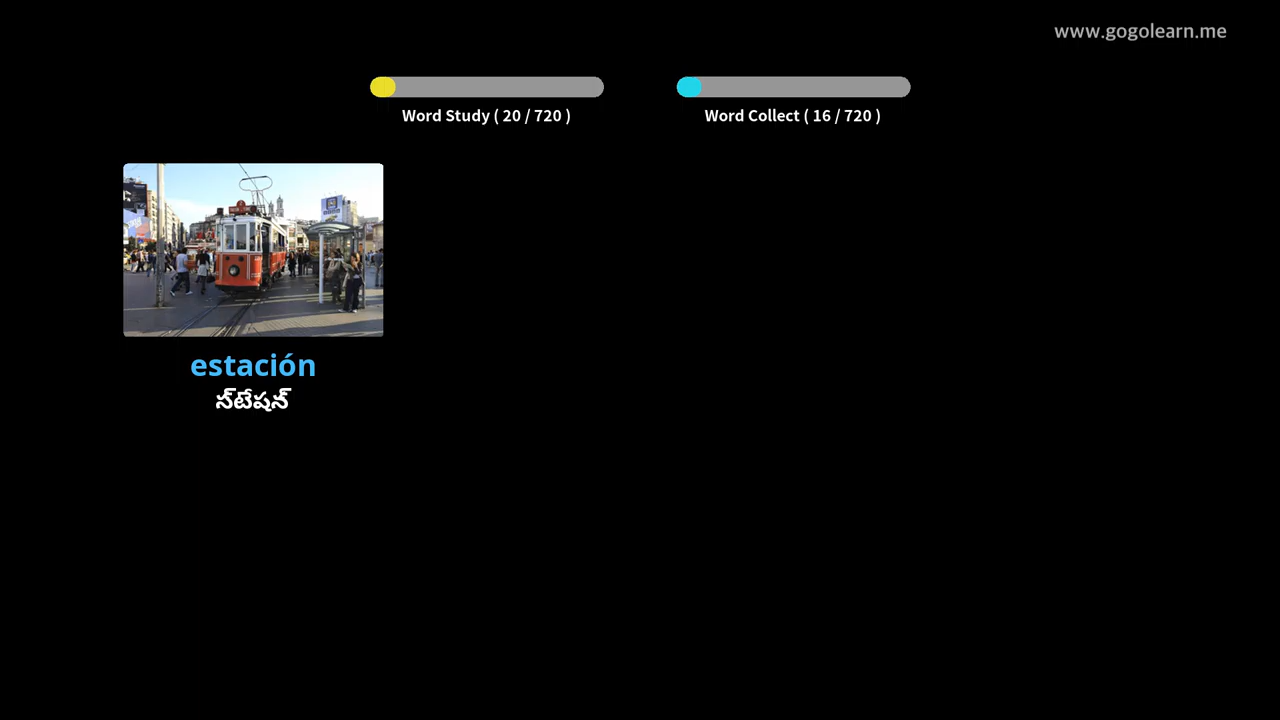 www.gogolearn.me
Word Study ( 20 / 720 )
Word Collect ( 16 / 720 )
estación
స్‌టేషన్